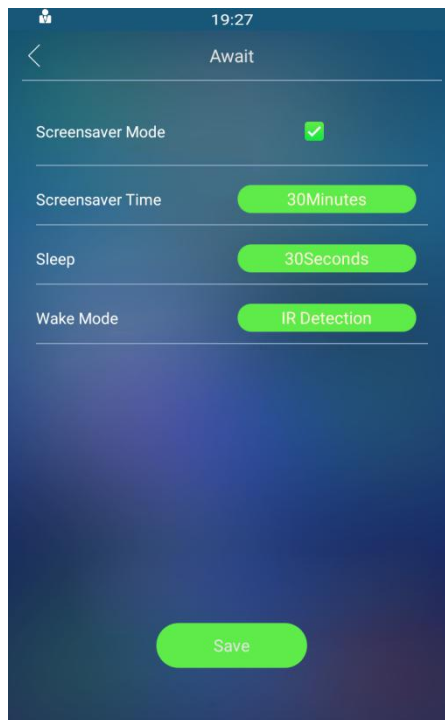 19:27
Await
Screensaver Mode
Screensaver Time 30Minutes
Sleep 30Seconds
Wake Mode IR Detection
Save